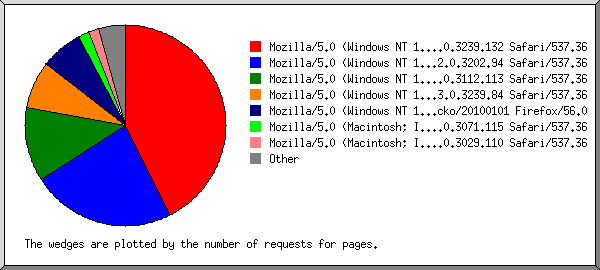 Mozilla/5.0 (Windows NT 1....0.3239.132 Safari/537.36
Mozilla/5.0 (Windows NT 1...2.0.3202.94 Safari/537.36
Mozilla/5.0 (Windows NT 1....0.3112.113 Safari/537.36
Mozilla/5.0 (Windows NT 1...3.0.3239.84 Safari/537.36
Mozilla/5.0 (Windows NT 1...cko/20100101 Firefox/56.0
Mozilla/5.0 (Macintosh; I....0.3071.115 Safari/537.36
Mozilla/5.0 (Macintosh; I....0.3029.110 Safari/537.36
Other
The wedges are plotted by the number of requests for pages.